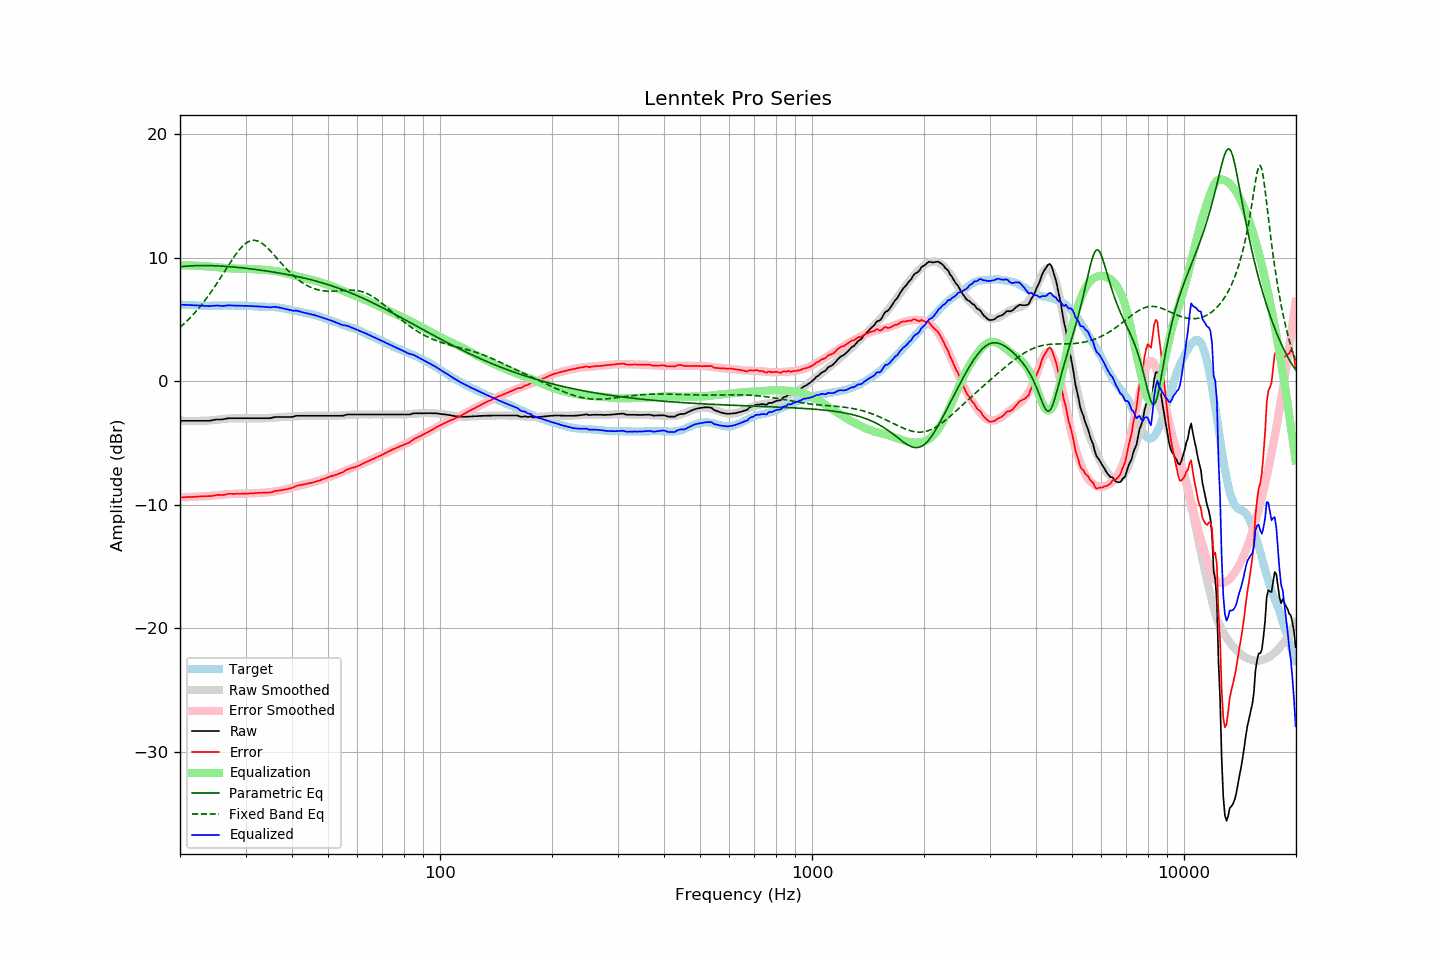 Lenntek Pro Series
20
10
0
−10
−20
−30
Amplitude (dBr)
Target
Raw Smoothed
Error Smoothed
Raw
Error
Equalization
Parametric Eq
Fixed Band Eq
Equalized
100
1000
10000
Frequency (Hz)